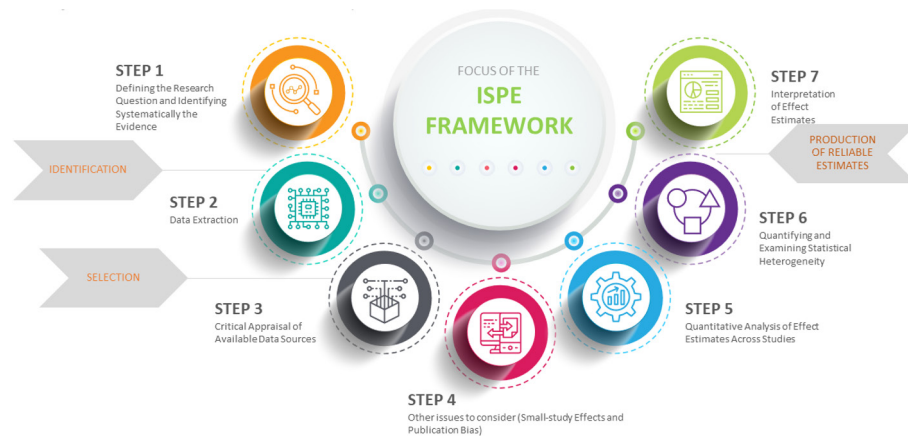 FOCUS OF THE
ISPE
FRAMEWORK
STEP 1
Defining the Research
Question and Identifying
Systematically the
Evidence
IDENTIFICATION
STEP 2
Data Extraction
SELECTION
STEP 3
Critical Appraisal of
Available Data Sources
STEP 4
Other issues to consider (Small-study Effects and
Publication Bias)
STEP 5
Quantitative Analysis of Effect
Estimates Across Studies
STEP 6
Quantifying and
Examining Statistical
Heterogeneity
STEP 7
Interpretation
of Effect
Estimates
PRODUCTION
OF RELIABLE
ESTIMATES